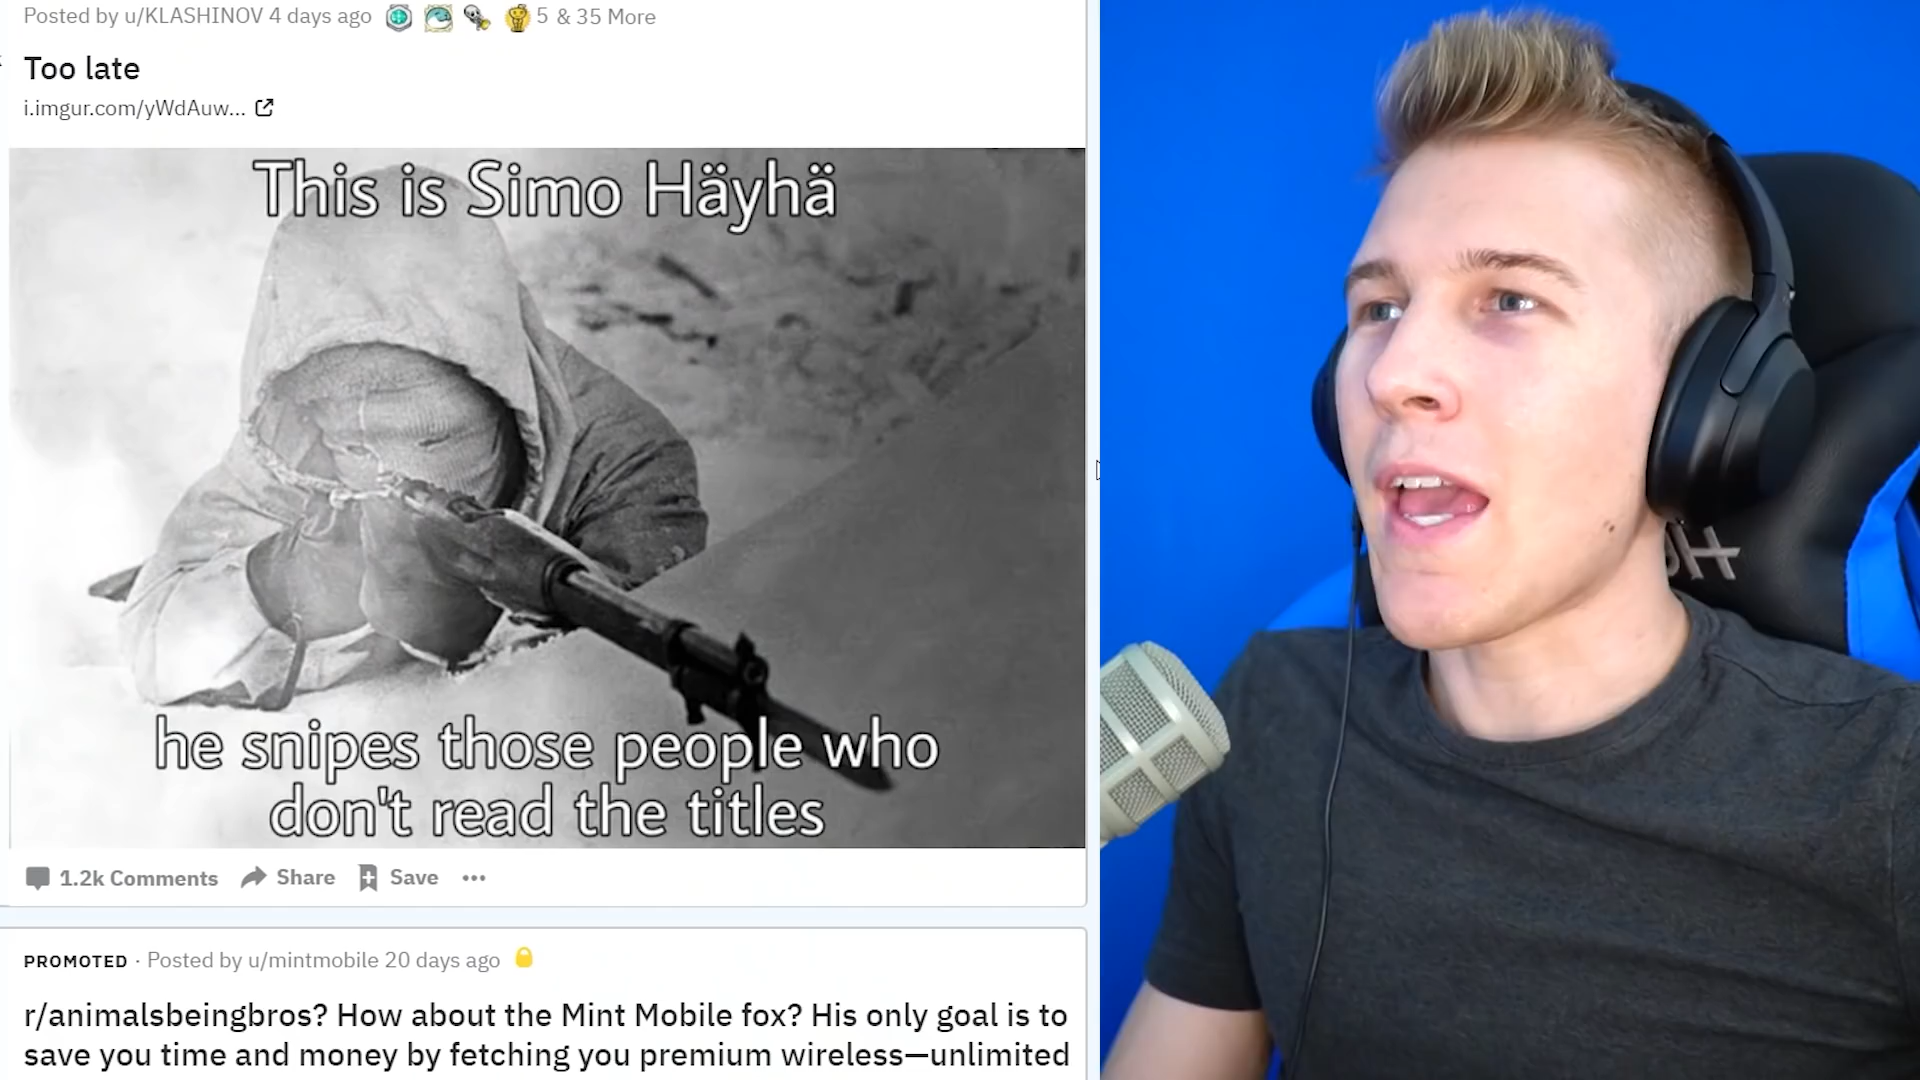 Posted by u/KLASHINOV 4 days ago 5 & 35 More
Too late
i.imgur.com/yWdAuw...
This is Simo Häyhä
he snipes those people who
don't read the titles
1.2k Comments Share Save
PROMOTED · Posted by u/mintmobile 20 days ago
r/animalsbeingbros? How about the Mint Mobile fox? His only goal is to
save you time and money by fetching you premium wireless—unlimited